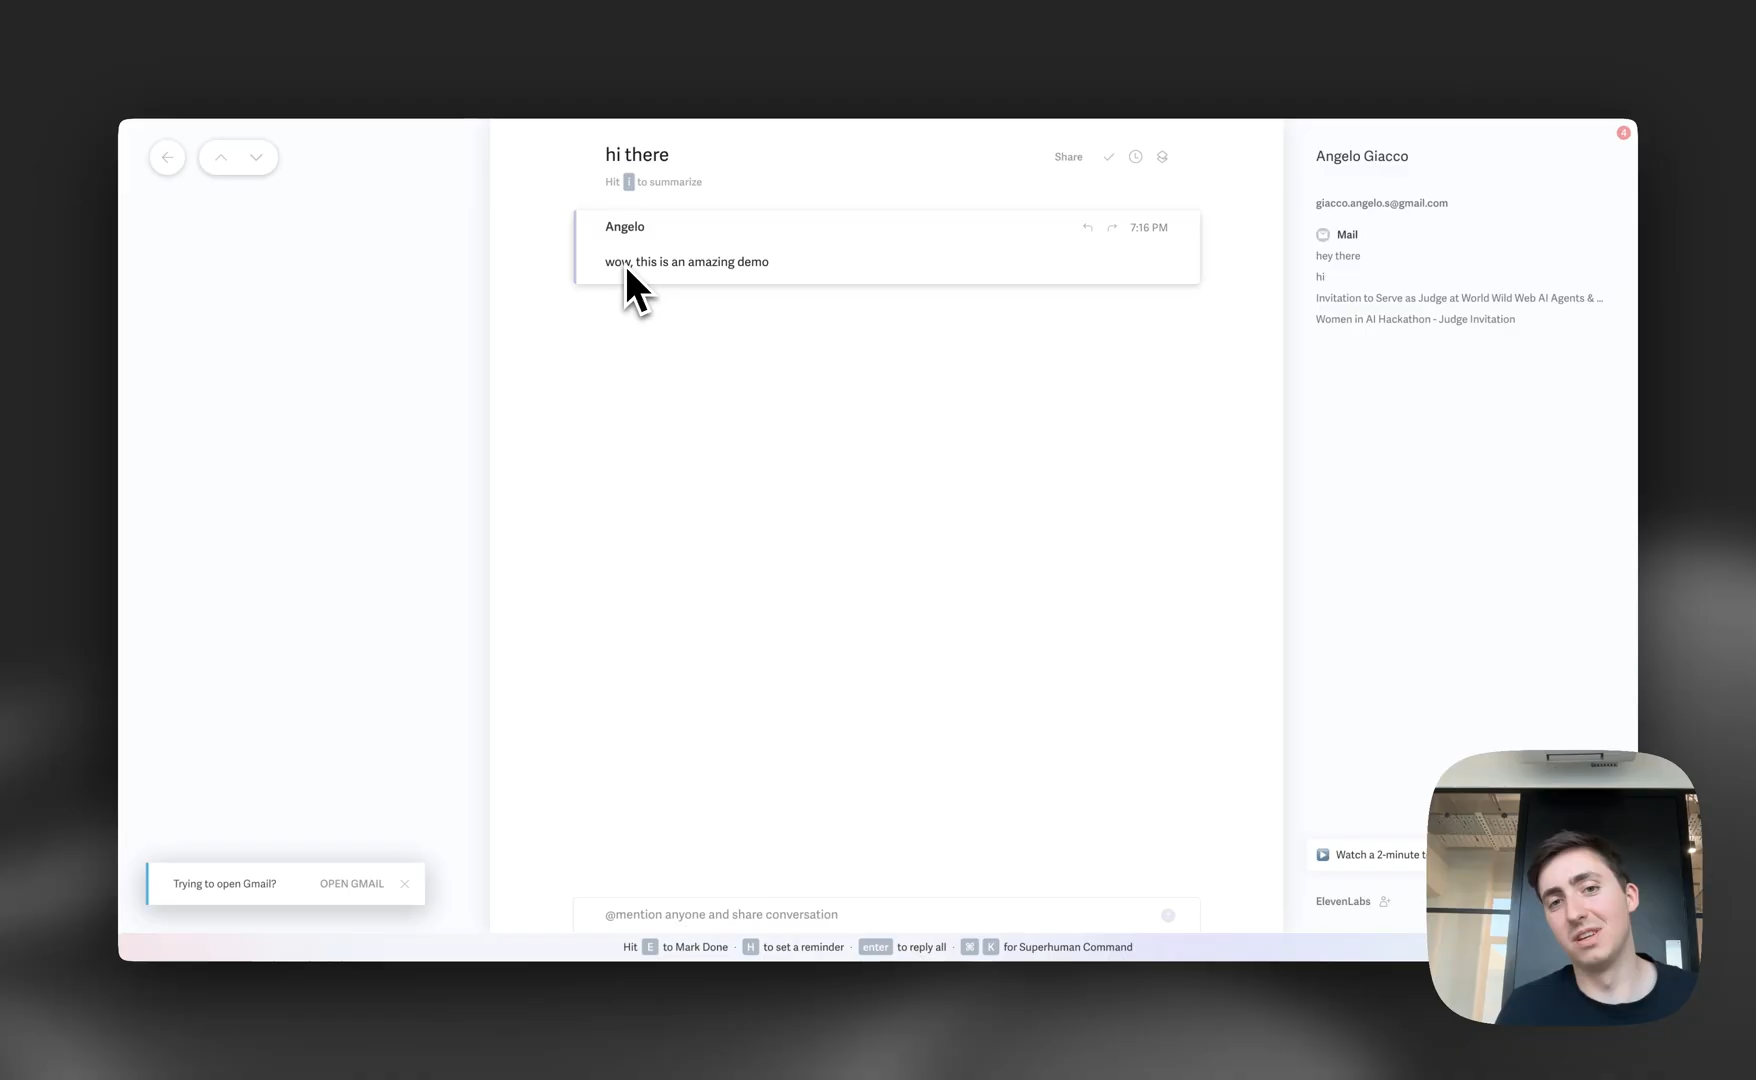 hi there
Share
Hit I to summarize
Angelo
7:16 PM
wow, this is an amazing demo
@mention anyone and share conversation
Trying to open Gmail?
OPEN GMAIL
Hit E to Mark Done · H to set a reminder · enter to reply all · ⌘ K for Superhuman Command
4
Angelo Giacco
giacco.angelo.s@gmail.com
Mail
hey there
hi
Invitation to Serve as Judge at World Wild Web AI Agents & ...
Women in AI Hackathon - Judge Invitation
Watch a 2-minute t
ElevenLabs